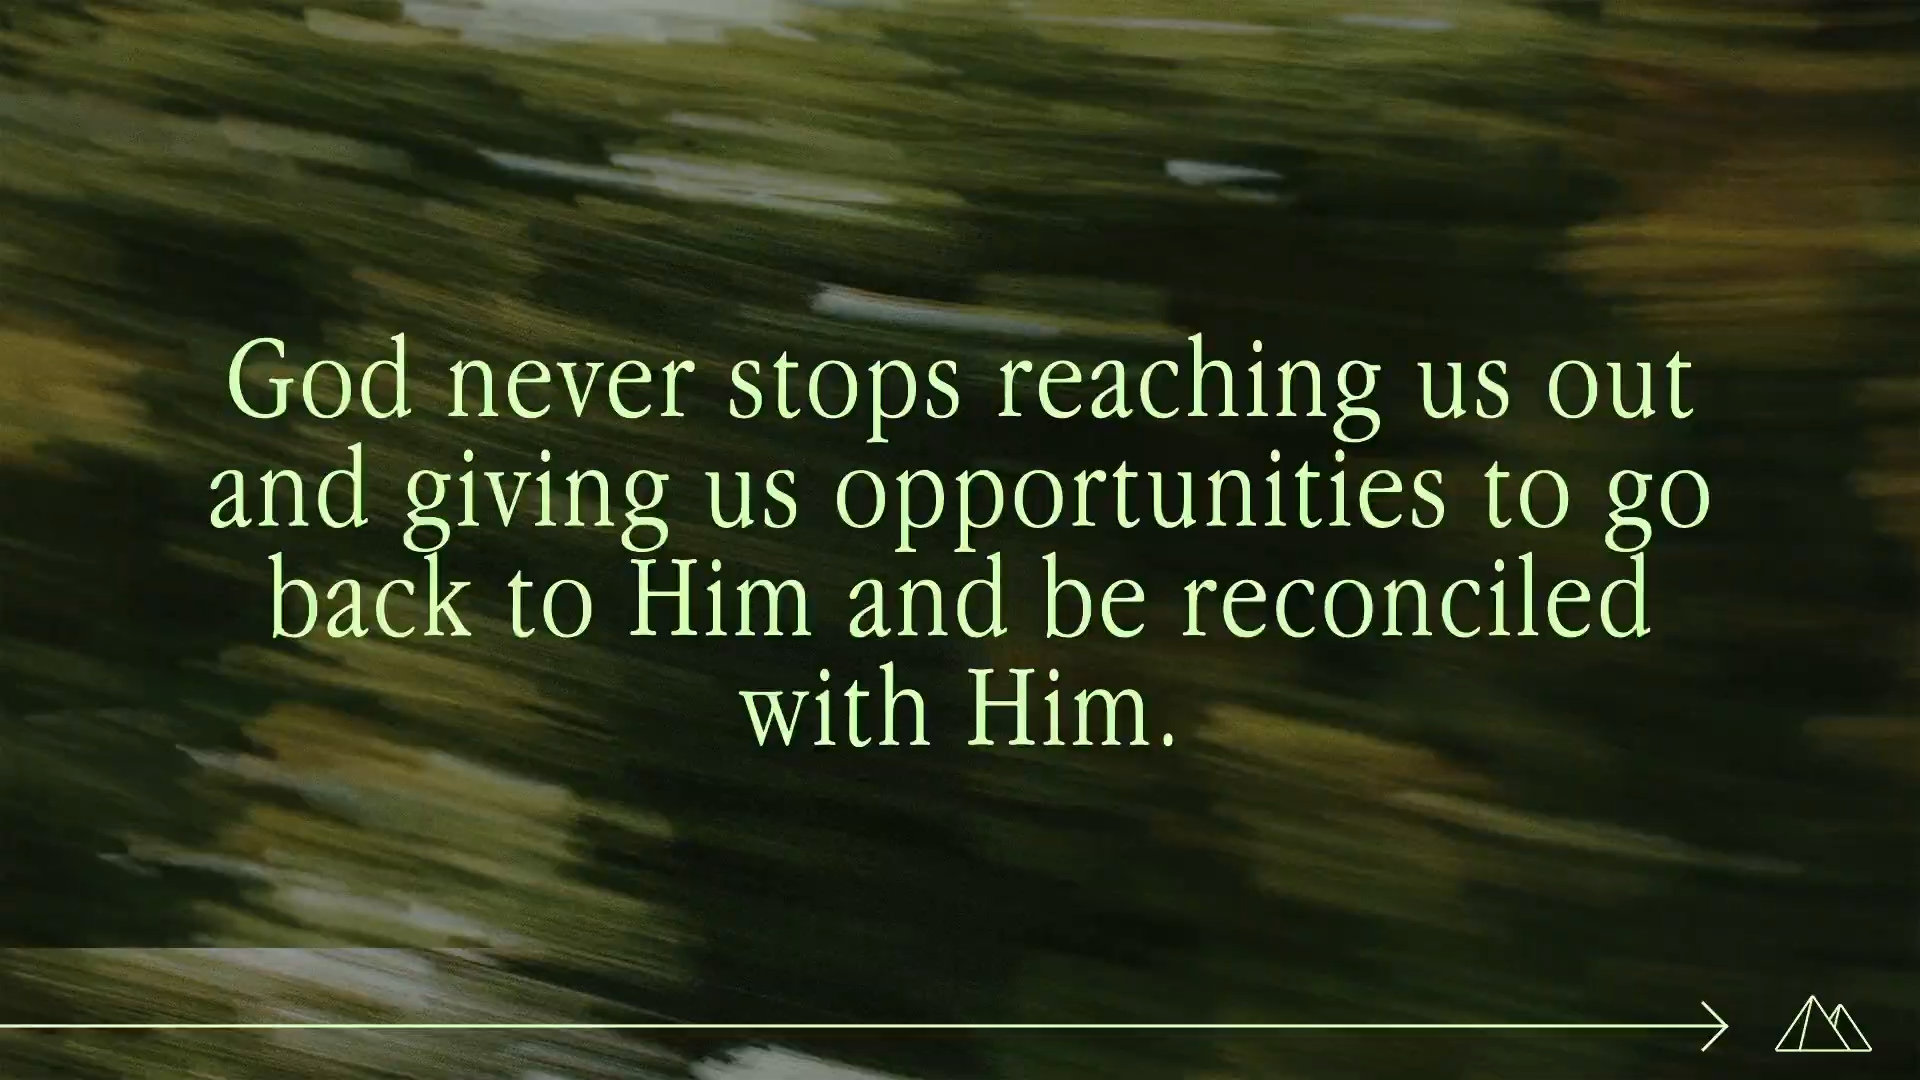 God never stops reaching us out
and giving us opportunities to go
back to Him and be reconciled
with Him.